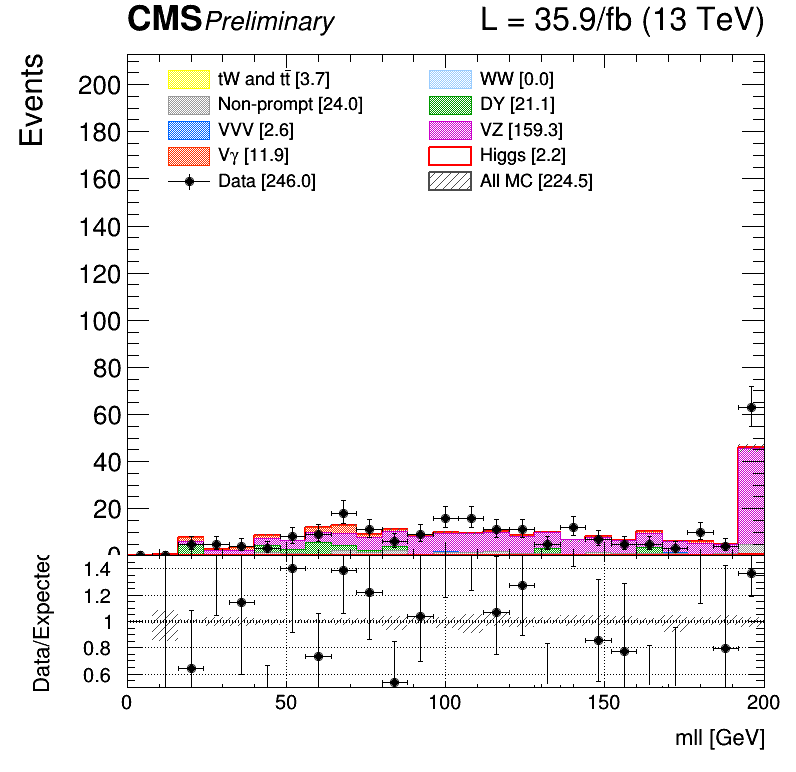 CMS Preliminary L = 35.9/fb (13 TeV)
Events
200
180
160
140
120
100
80
60
40
20
0
tW and tt̄ [3.7]
Non-prompt [24.0]
VVV [2.6]
Vγ [11.9]
Data [246.0]
WW [0.0]
DY [21.1]
VZ [159.3]
Higgs [2.2]
All MC [224.5]
Data/Expected
1.4
1.2
1
0.8
0.6
0 50 100 150 200
mll [GeV]